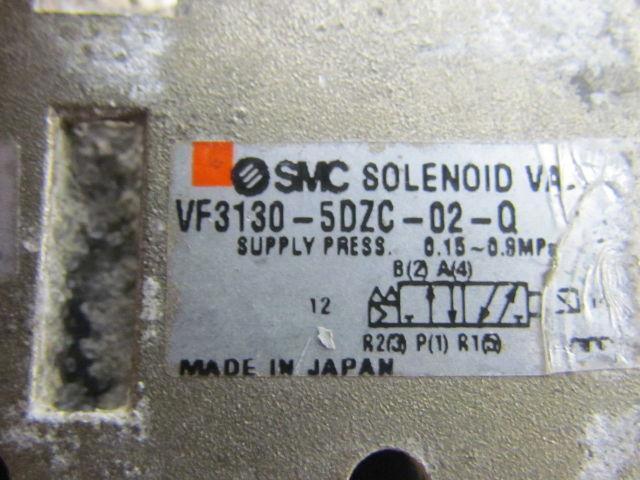 SMC SOLENOID VA
VF3130-5DZC-02-Q
SUPPLY PRESS. 0.15~0.9MPa
B(2) A(4)
12
R2(3) P(1) R1(5)
MADE IN JAPAN